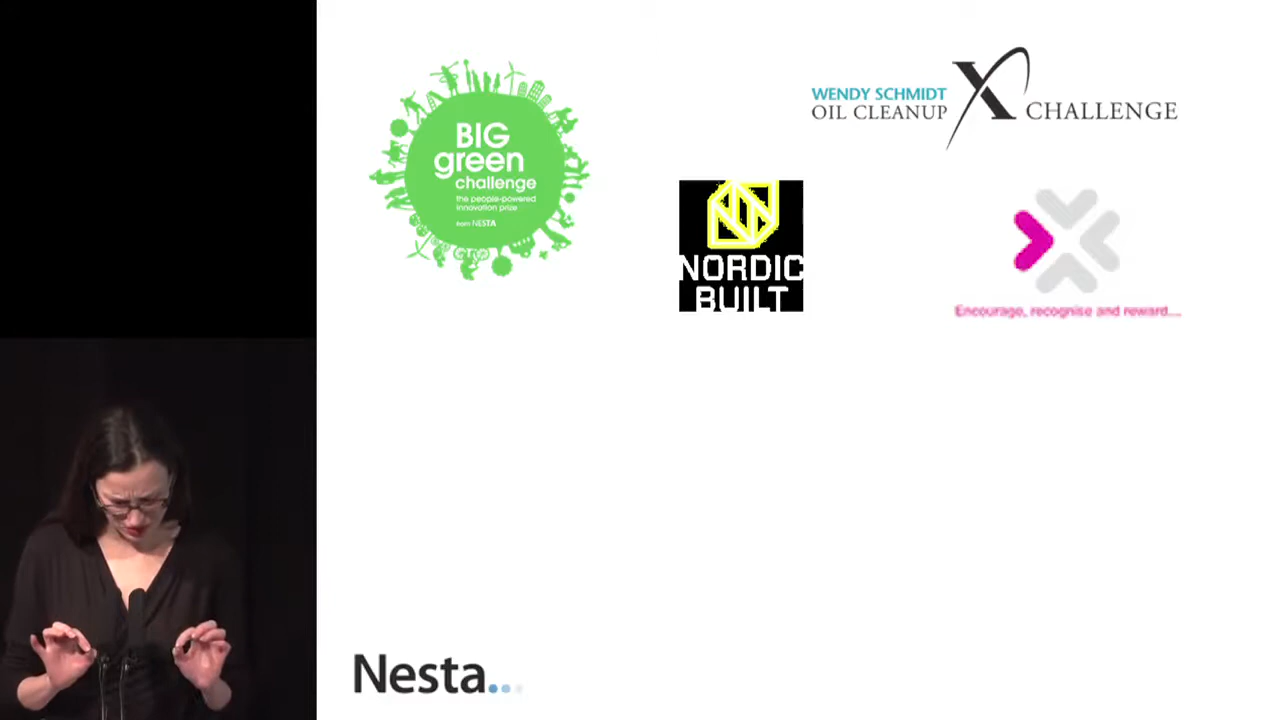 BIG
green
challenge
the people-powered
innovation prize
from NESTA
WENDY SCHMIDT
OIL CLEANUP X CHALLENGE
NORDIC
BUILT
Encourage, recognise and reward....
Nesta...